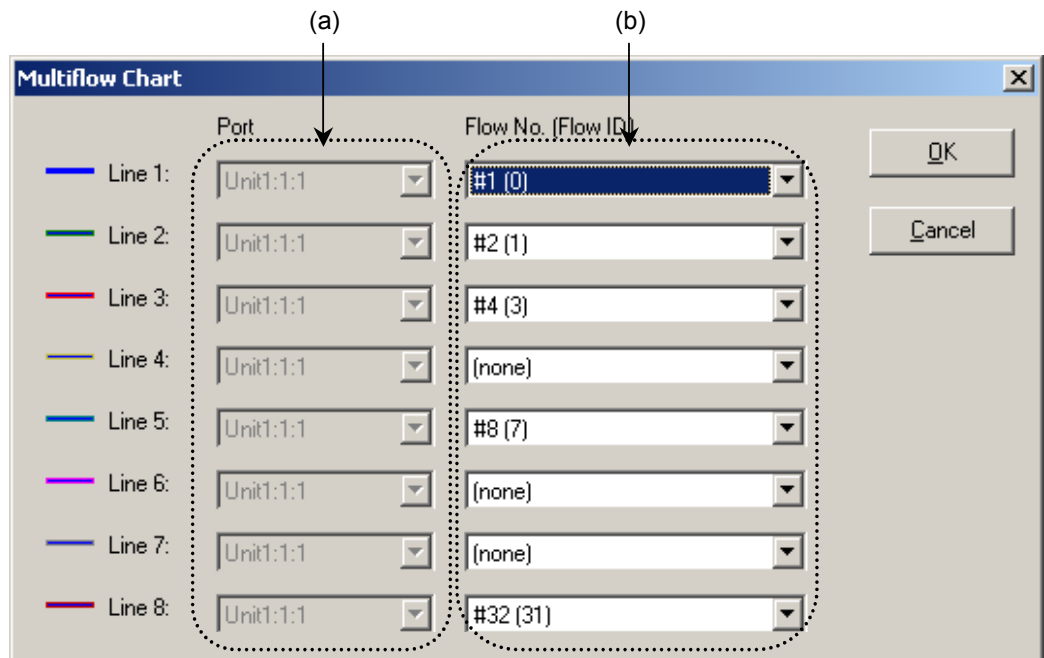 (a) (b)
Multiflow Chart
Port Flow No. (Flow ID)
OK
Line 1: Unit1:1:1 #1 (0)
Cancel
Line 2: Unit1:1:1 #2 (1)
Line 3: Unit1:1:1 #4 (3)
Line 4: Unit1:1:1 (none)
Line 5: Unit1:1:1 #8 (7)
Line 6: Unit1:1:1 (none)
Line 7: Unit1:1:1 (none)
Line 8: Unit1:1:1 #32 (31)